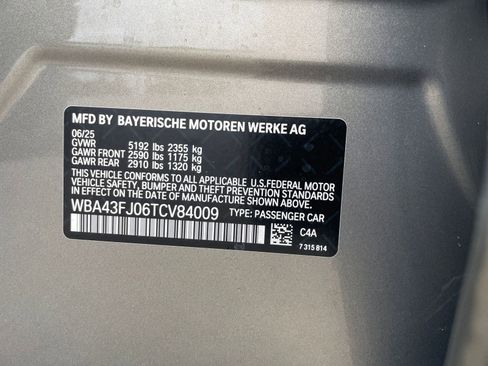 MFD BY BAYERISCHE MOTOREN WERKE AG
06/25
GVWR 5192 lbs 2355 kg
GAWR FRONT 2590 lbs 1175 kg
GAWR REAR 2910 lbs 1320 kg
THIS VEHICLE CONFORMS TO ALL APPLICABLE U.S.FEDERAL MOTOR
VEHICLE SAFETY, BUMPER AND THEFT PREVENTION STANDARDS
IN EFFECT ON THE DATE OF MANUFACTURE SHOWN ABOVE.
WBA43FJ06TCV84009 TYPE: PASSENGER CAR
C4A
7 315 814